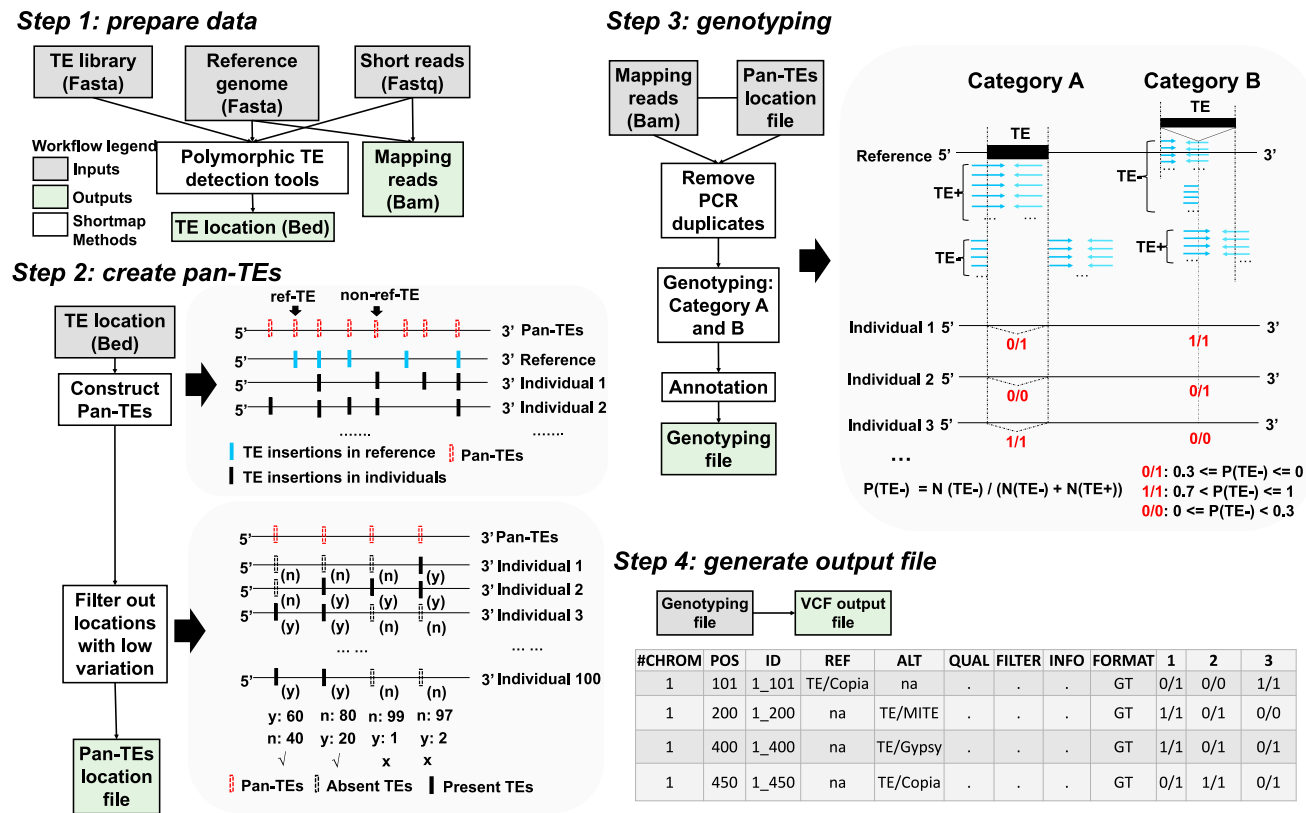 Step 1: prepare data
TE library
(Fasta)
Reference
genome
(Fasta)
Short reads
(Fastq)
Workflow legend
Inputs
Outputs
Shortmap
Methods
Polymorphic TE
detection tools
Mapping
reads
(Bam)
TE location (Bed)
Step 2: create pan-TEs
TE location
(Bed)
Construct
Pan-TEs
Filter out
locations
with low
variation
Pan-TEs
location
file
ref-TE
non-ref-TE
5’ 3’ Pan-TEs
5’ 3’ Reference
5’ 3’ Individual 1
5’ 3’ Individual 2
....... .......
TE insertions in reference
Pan-TEs
TE insertions in individuals
5’ 3’ Pan-TEs
5’ 3’ Individual 1
(n) (n) (n) (y)
5’ 3’ Individual 2
(n) (y) (y) (y)
5’ 3’ Individual 3
(y) (y) (n) (n)
... ... ... ...
5’ 3’ Individual 100
(y) (y) (n) (n)
y: 60 n: 80 n: 99 n: 97
n: 40 y: 20 y: 1 y: 2
√ √ x x
Pan-TEs Absent TEs Present TEs
Step 3: genotyping
Mapping
reads
(Bam)
Pan-TEs
location
file
Remove
PCR
duplicates
Genotyping:
Category A
and B
Annotation
Genotyping
file
Category A
Category B
TE
TE
Reference 5’ 3’
TE+
... ...
TE-
...
...
TE-
...
...
TE+
... ...
Individual 1 5’ 3’
0/1 1/1
Individual 2 5’ 3’
0/0 0/1
Individual 3 5’ 3’
1/1 0/0
...
P(TE-) = N (TE-) / (N(TE-) + N(TE+))
0/1: 0.3 <= P(TE-) <= 0
1/1: 0.7 < P(TE-) <= 1
0/0: 0 <= P(TE-) < 0.3
Step 4: generate output file
Genotyping
file
VCF output
file
#CHROM POS ID REF ALT QUAL FILTER INFO FORMAT 1 2 3
1 101 1_101 TE/Copia na . . . GT 0/1 0/0 1/1
1 200 1_200 na TE/MITE . . . GT 1/1 0/1 0/0
1 400 1_400 na TE/Gypsy . . . GT 1/1 0/1 0/1
1 450 1_450 na TE/Copia . . . GT 0/1 1/1 0/1